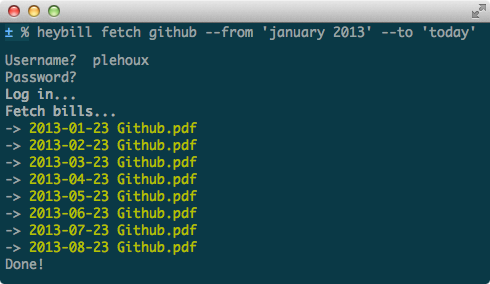 ± % heybill fetch github --from 'january 2013' --to 'today'
Username?  plehoux
Password?
Log in...
Fetch bills...
-> 2013-01-23 Github.pdf
-> 2013-02-23 Github.pdf
-> 2013-03-23 Github.pdf
-> 2013-04-23 Github.pdf
-> 2013-05-23 Github.pdf
-> 2013-06-23 Github.pdf
-> 2013-07-23 Github.pdf
-> 2013-08-23 Github.pdf
Done!